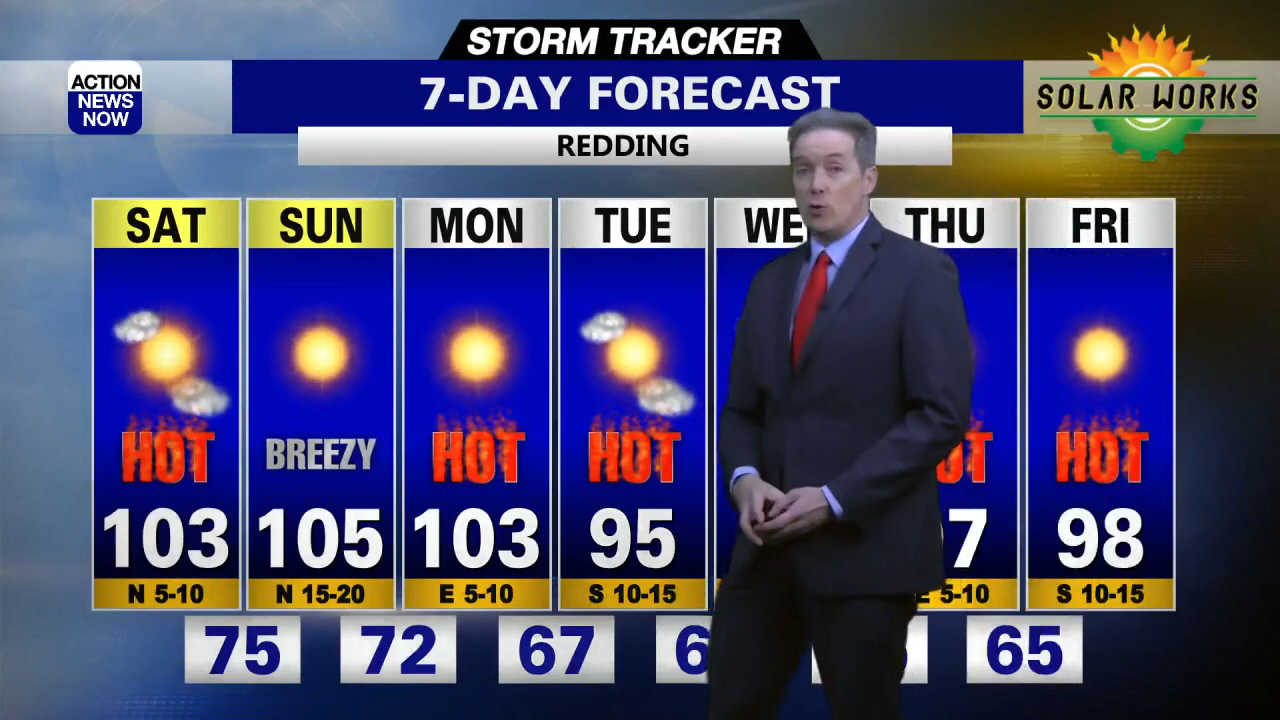 STORM TRACKER
7-DAY FORECAST
ACTION
NEWS
NOW
SOLAR WORKS
REDDING
SAT SUN MON TUE THU FRI
HOT BREEZY HOT HOT HOT
103 105 103 95 98
N 5-10 N 15-20 E 5-10 S 10-15 E 5-10 S 10-15
75 72 67 65